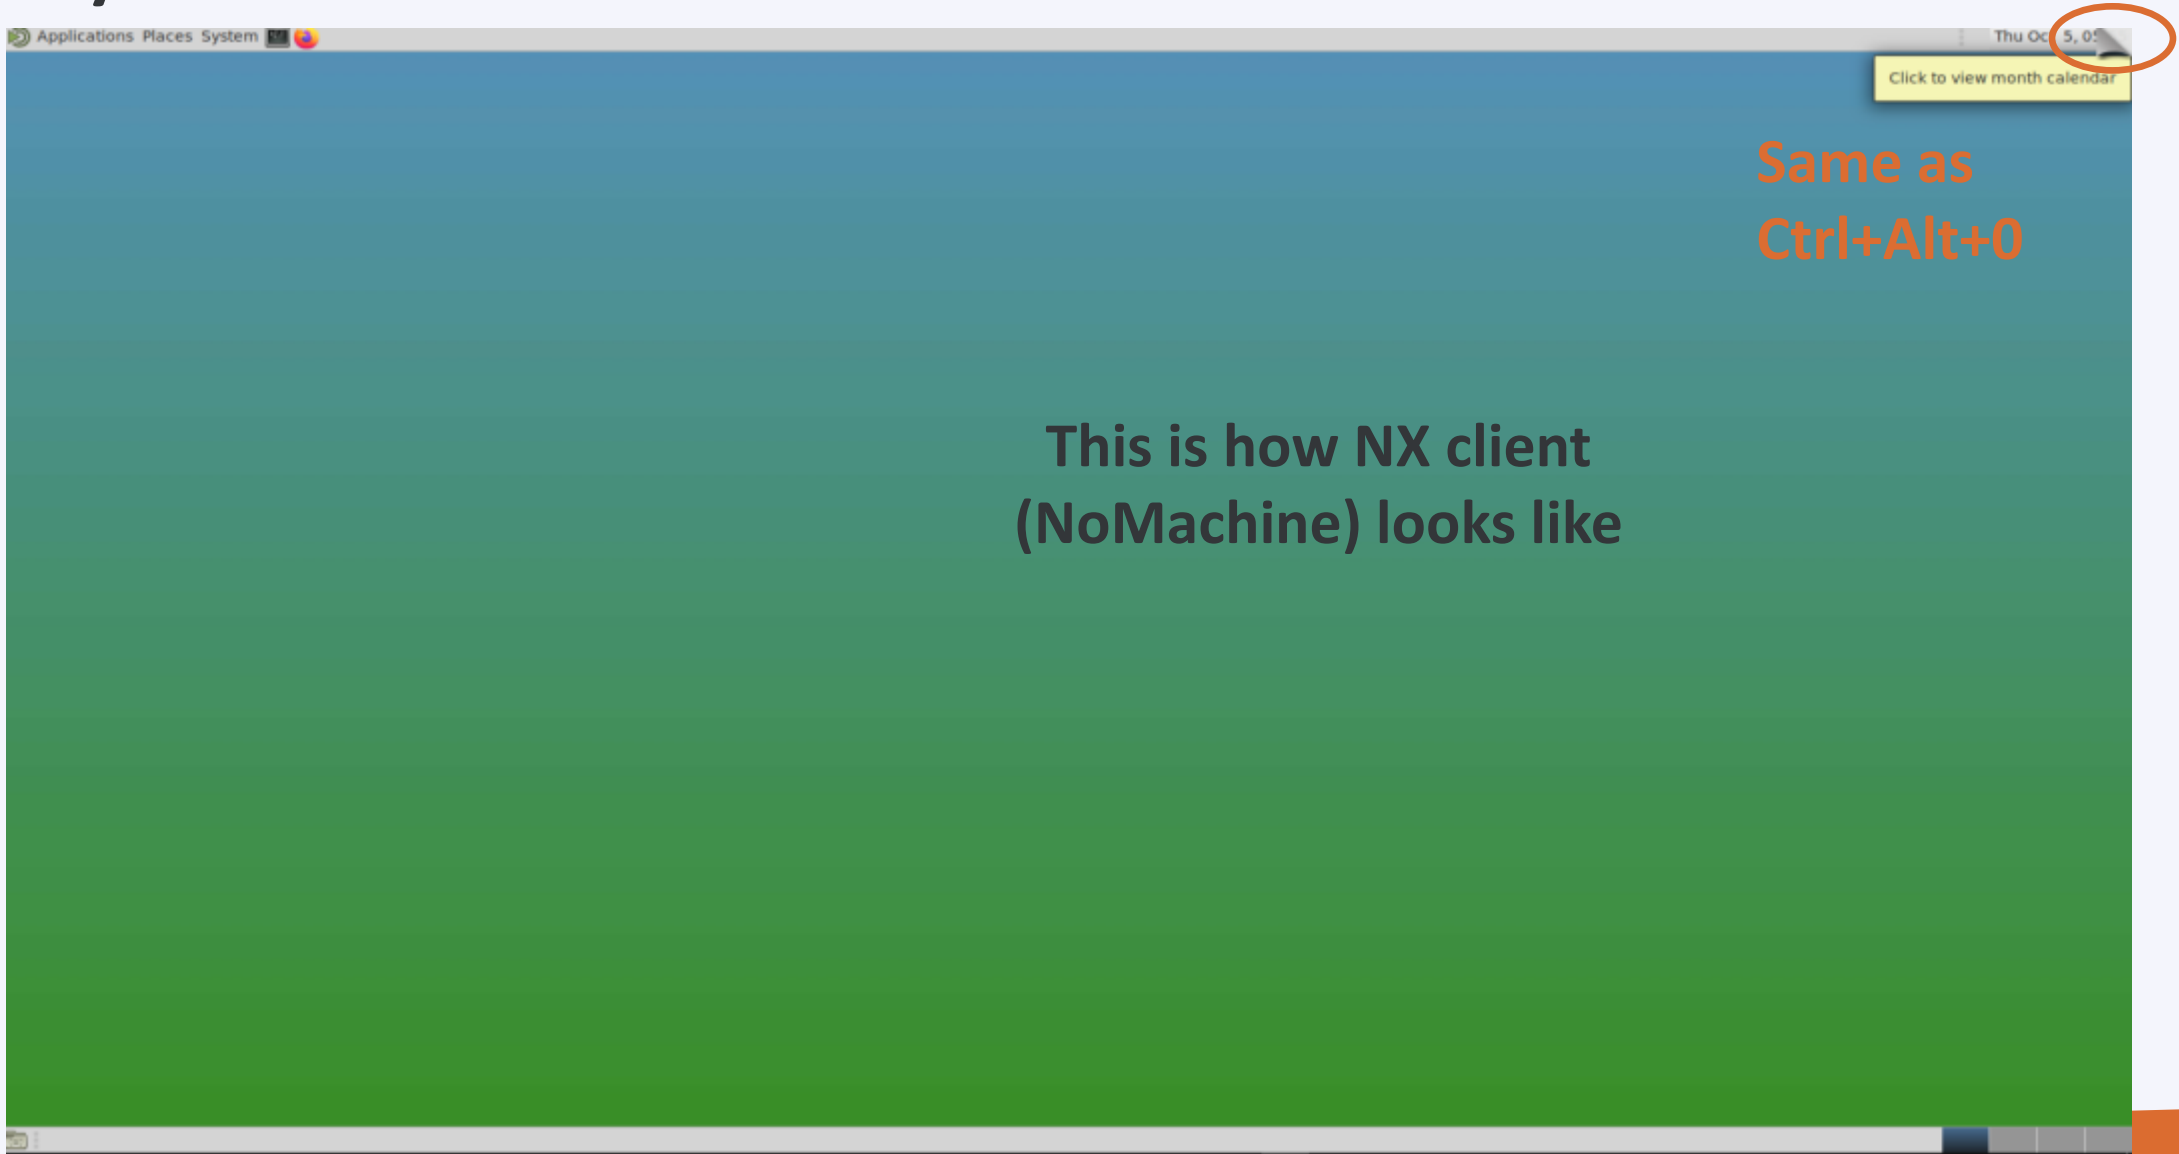 Applications Places System
Thu Oc 5, 05
Click to view month calendar
Same as
Ctrl+Alt+0
This is how NX client
(NoMachine) looks like